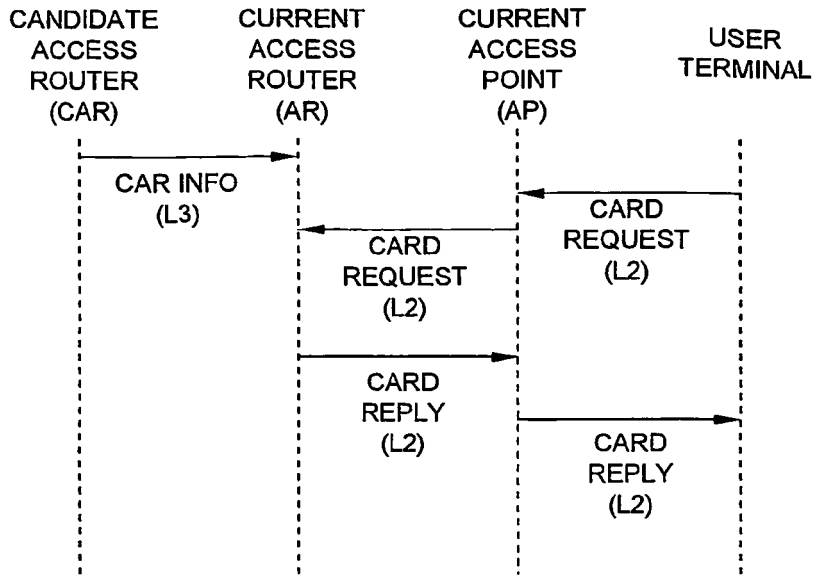 CANDIDATE
ACCESS
ROUTER
(CAR)
CURRENT
ACCESS
ROUTER
(AR)
CURRENT
ACCESS
POINT
(AP)
USER
TERMINAL
CAR INFO
(L3)
CARD
REQUEST
(L2)
CARD
REQUEST
(L2)
CARD
REPLY
(L2)
CARD
REPLY
(L2)